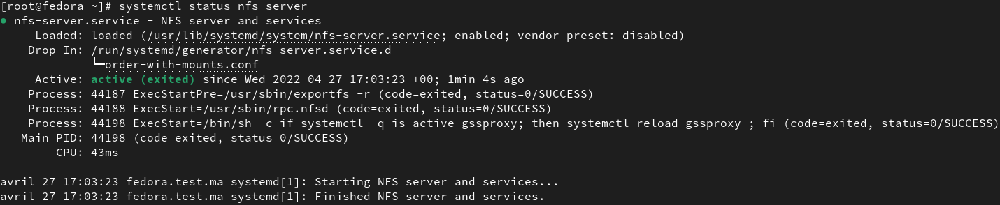 [root@fedora ~]# systemctl status nfs-server
● nfs-server.service - NFS server and services
     Loaded: loaded (/usr/lib/systemd/system/nfs-server.service; enabled; vendor preset: disabled)
    Drop-In: /run/systemd/generator/nfs-server.service.d
             └─order-with-mounts.conf
     Active: active (exited) since Wed 2022-04-27 17:03:23 +00; 1min 4s ago
    Process: 44187 ExecStartPre=/usr/sbin/exportfs -r (code=exited, status=0/SUCCESS)
    Process: 44188 ExecStart=/usr/sbin/rpc.nfsd (code=exited, status=0/SUCCESS)
    Process: 44198 ExecStart=/bin/sh -c if systemctl -q is-active gssproxy; then systemctl reload gssproxy ; fi (code=exited, status=0/SUCCESS)
   Main PID: 44198 (code=exited, status=0/SUCCESS)
        CPU: 43ms

avril 27 17:03:23 fedora.test.ma systemd[1]: Starting NFS server and services...
avril 27 17:03:23 fedora.test.ma systemd[1]: Finished NFS server and services.